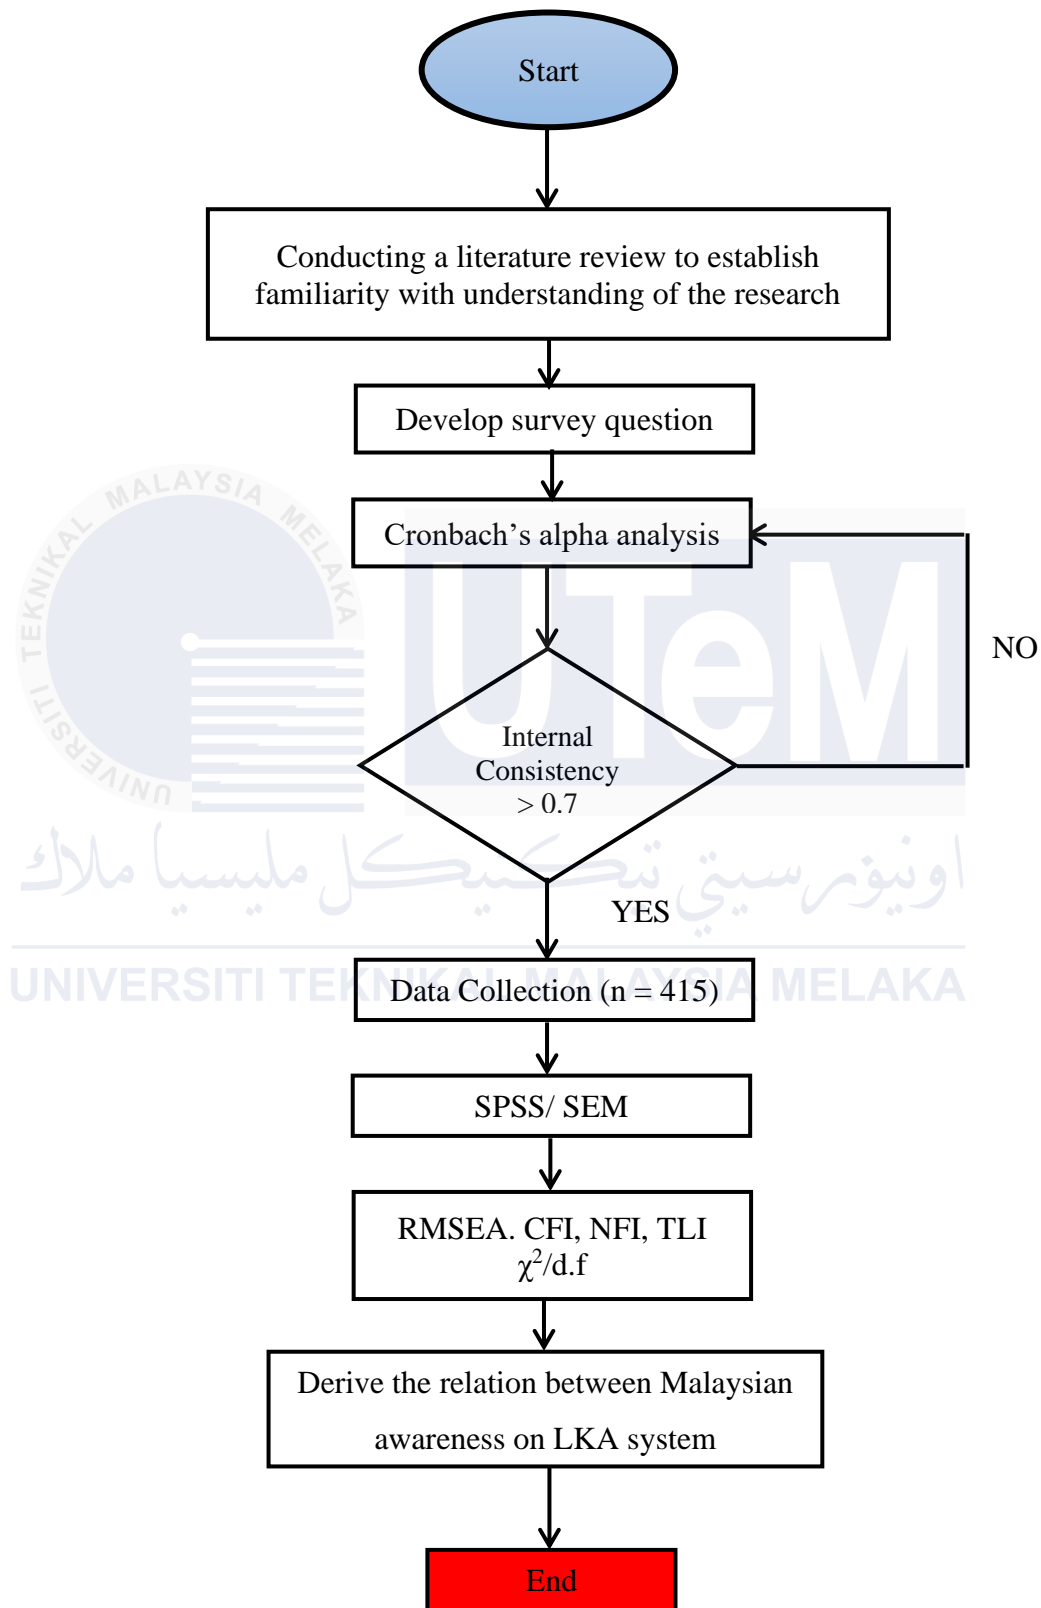 Start
Conducting a literature review to establish
familiarity with understanding of the research
Develop survey question
Cronbach’s alpha analysis
NO
Internal
Consistency
> 0.7
YES
Data Collection (n = 415)
SPSS/ SEM
RMSEA. CFI, NFI, TLI
χ²/d.f
Derive the relation between Malaysian
awareness on LKA system
End
UNIVERSITI TEKNIKAL MALAYSIA MELAKA
UTeM
اونيۏرسيتي تيكنيكل مليسيا ملاك
UNIVERSITI TEKNIKAL MALAYSIA MELAKA